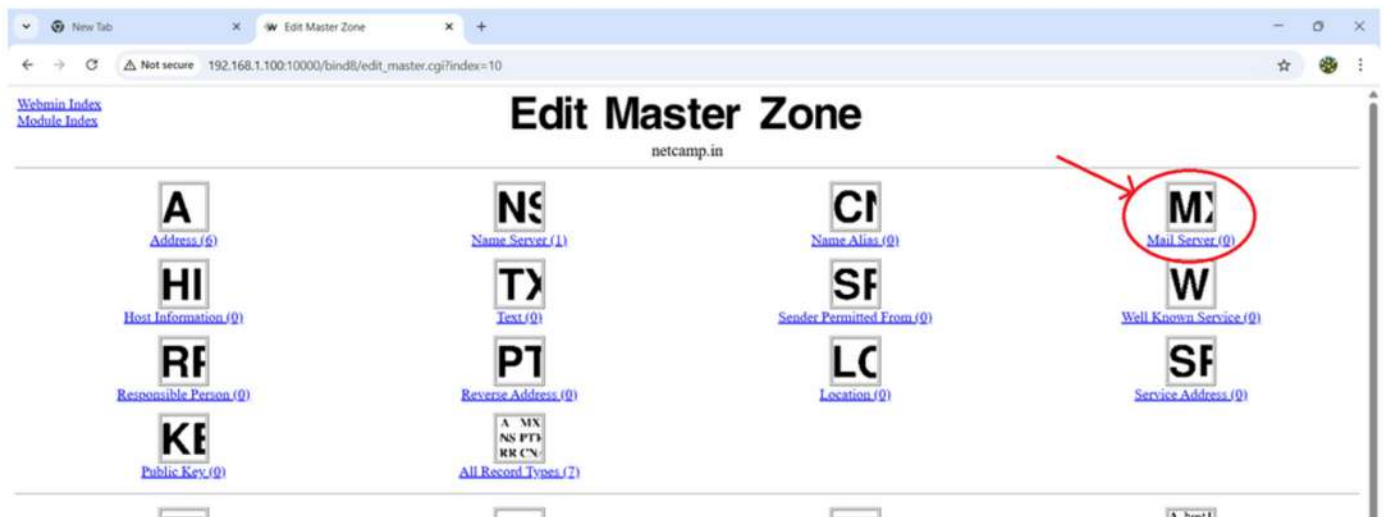 New Tab
Edit Master Zone
Not secure 192.168.1.100:10000/bind8/edit_master.cgi?index=10
Webmin Index
Module Index
Edit Master Zone
netcamp.in
A NS CN MX
Address (6) Name Server (1) Name Alias (0) Mail Server (0)
HI TX SP W
Host Information (0) Text (0) Sender Permitted From (0) Well Known Service (0)
RP PT LO SP
Responsible Person (0) Reverse Address (0) Location (0) Service Address (0)
KE
A MX
NS PTR
RR CN
Public Key (0) All Record Types (7)